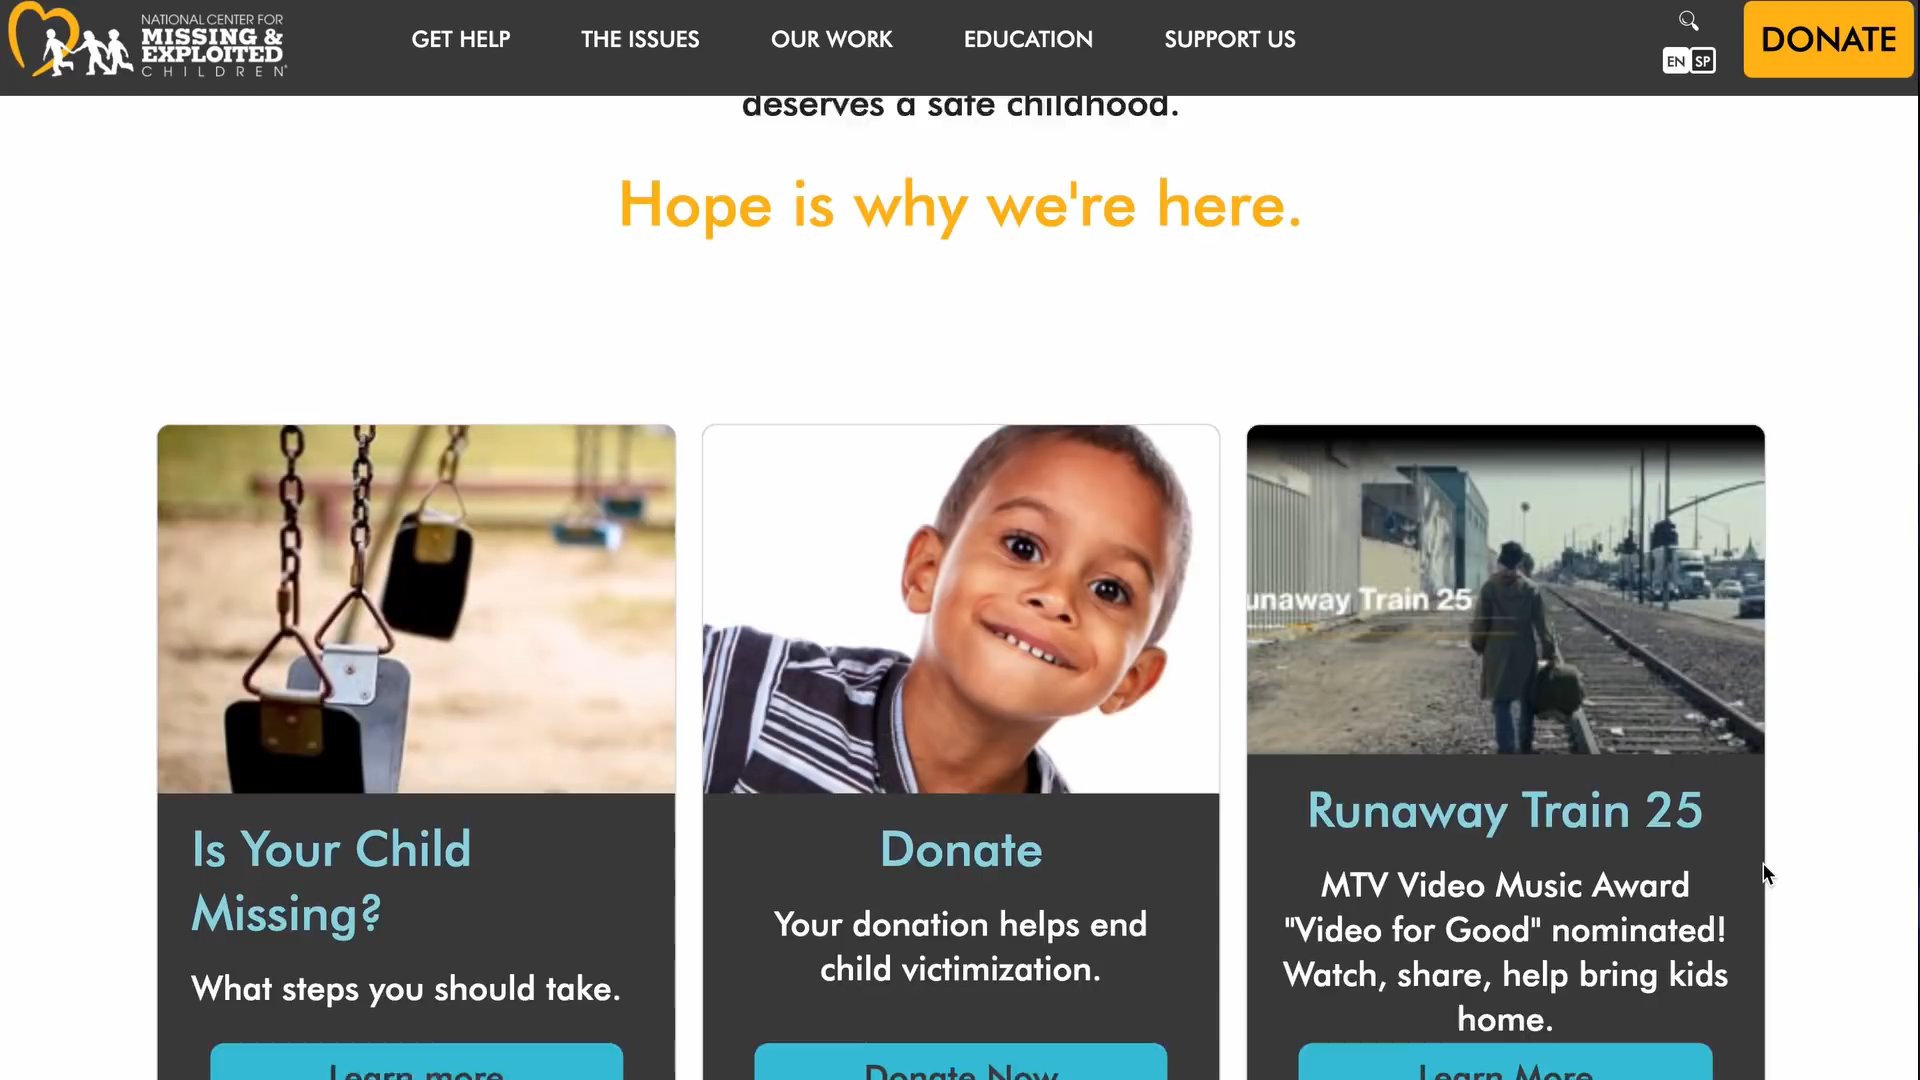 NATIONAL CENTER FOR
MISSING &
EXPLOITED
CHILDREN
GET HELP
THE ISSUES
OUR WORK
EDUCATION
SUPPORT US
EN
SP
DONATE
deserves a safe childhood.
Hope is why we're here.
unaway Train 25
Is Your Child
Missing?
What steps you should take.
Learn more
Donate
Your donation helps end
child victimization.
Donate Now
Runaway Train 25
MTV Video Music Award
"Video for Good" nominated!
Watch, share, help bring kids
home.
Learn More